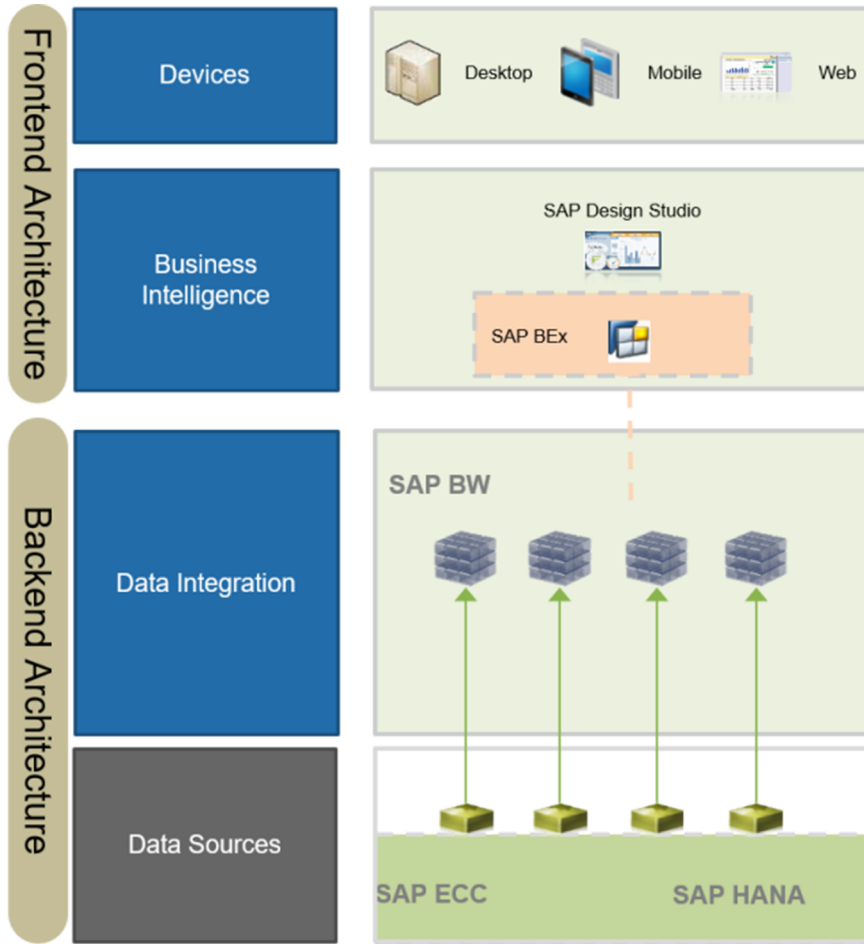 Frontend Architecture
Devices
Desktop
Mobile
Web
Business
Intelligence
SAP Design Studio
SAP BEx
Backend Architecture
Data Integration
SAP BW
Data Sources
SAP ECC
SAP HANA